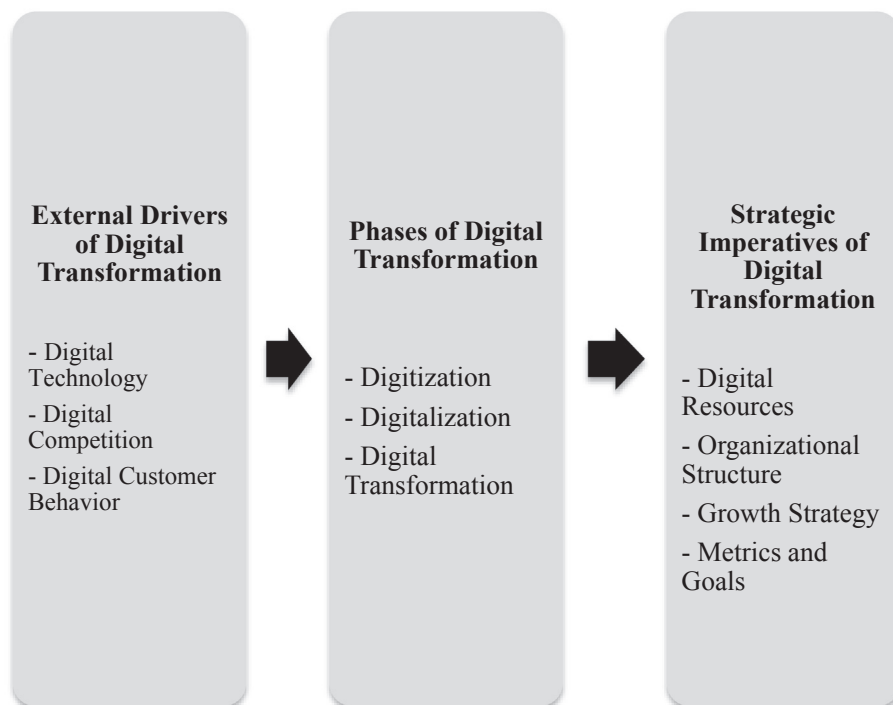 External Drivers
of Digital
Transformation
- Digital
Technology
- Digital
Competition
- Digital Customer
Behavior
Phases of Digital
Transformation
- Digitization
- Digitalization
- Digital
Transformation
Strategic
Imperatives of
Digital
Transformation
- Digital
Resources
- Organizational
Structure
- Growth Strategy
- Metrics and
Goals